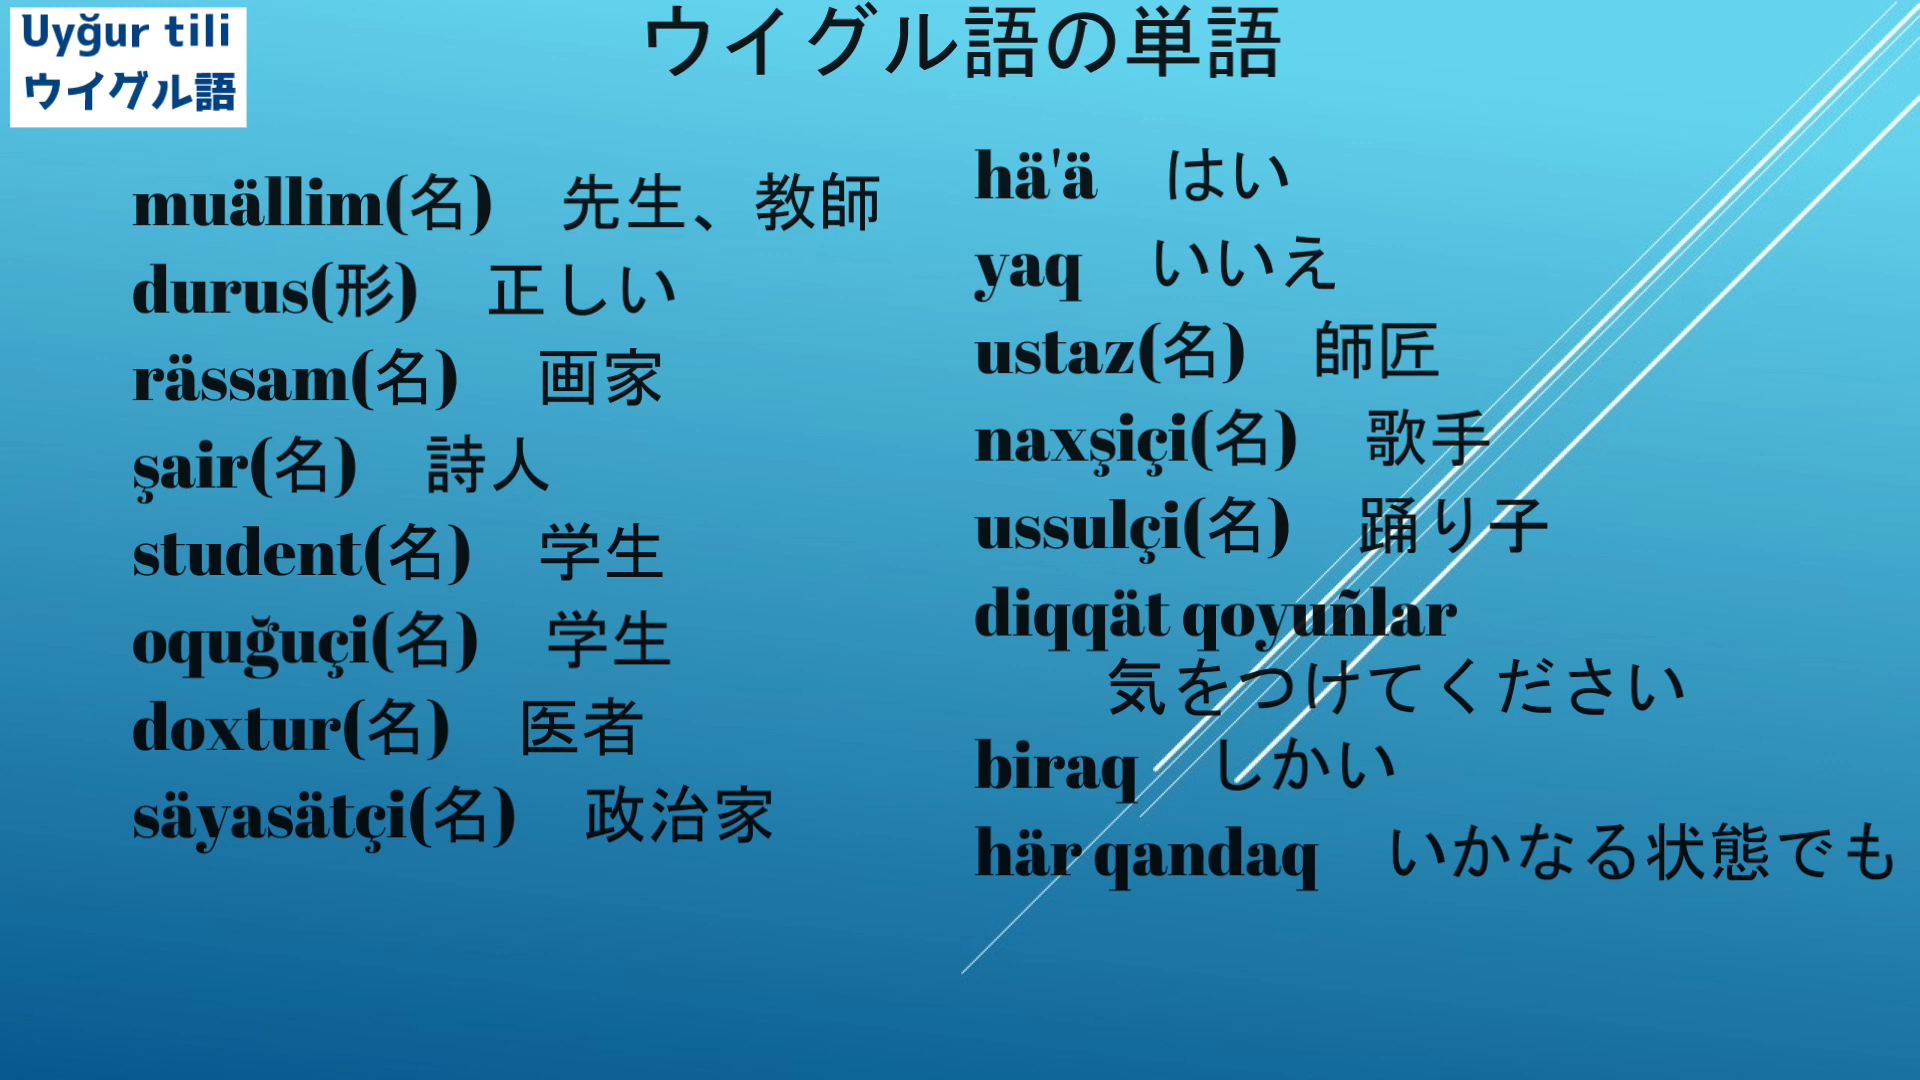 Uyğur tili
ウイグル語
ウイグル語の単語
muällim(名)　先生、教師
durus(形)　正しい
rässam(名)　画家
şair(名)　詩人
student(名)　学生
oquğuçi(名)　学生
doxtur(名)　医者
säyasätçi(名)　政治家
hä'ä　はい
yaq　いいえ
ustaz(名)　師匠
naxşiçi(名)　歌手
ussulçi(名)　踊り子
diqqät qoyuñlar
気をつけてください
biraq　しかい
här qandaq　いかなる状態でも